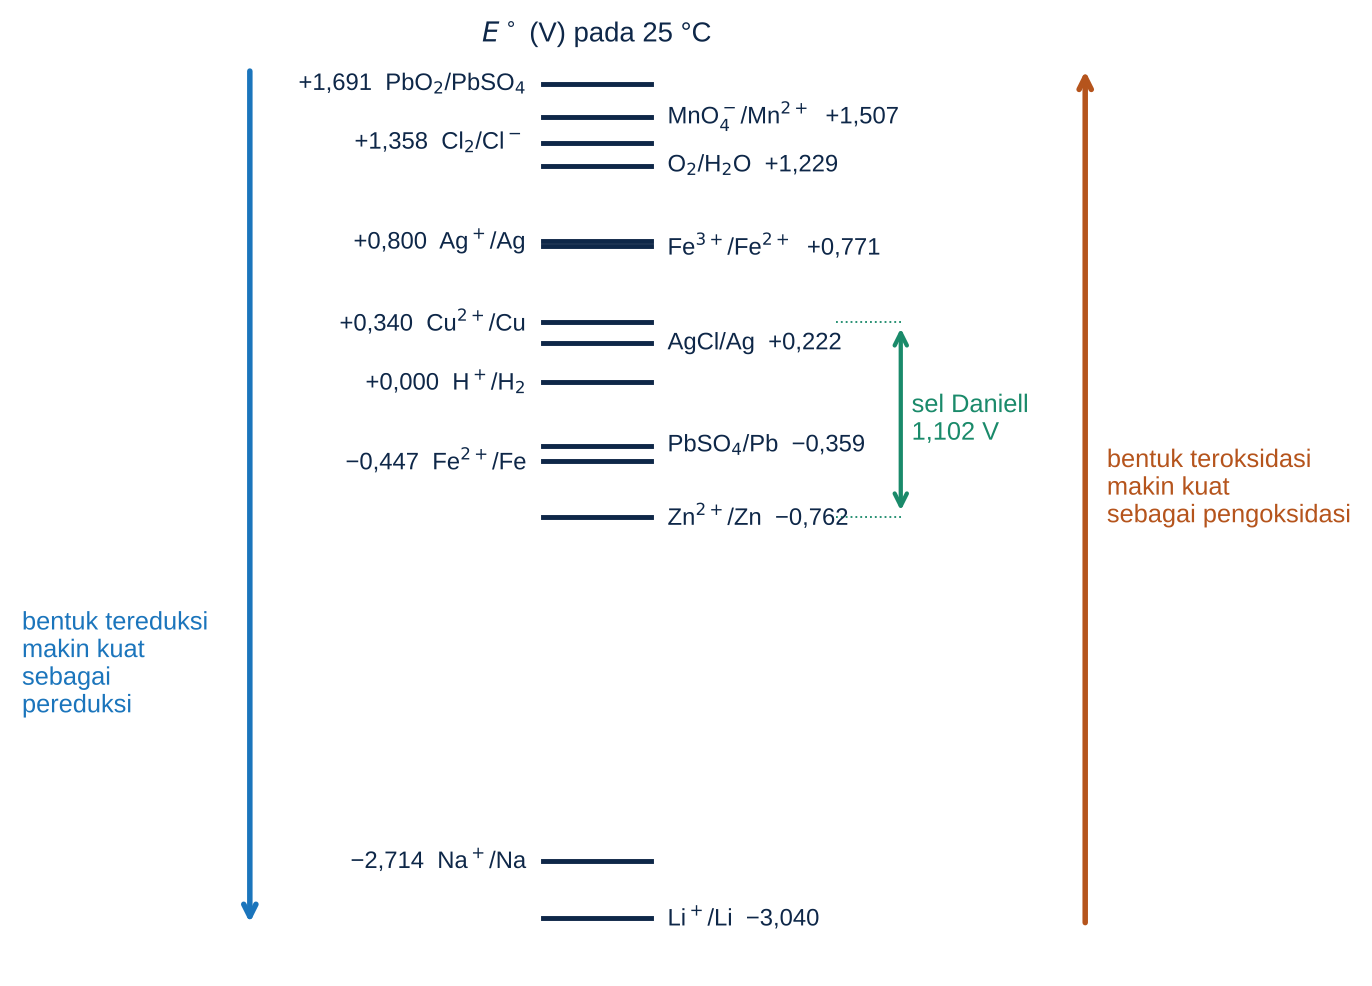 E° (V) pada 25 °C
+1,691 PbO₂/PbSO₄
MnO₄⁻/Mn²⁺ +1,507
+1,358 Cl₂/Cl⁻
O₂/H₂O +1,229
+0,800 Ag⁺/Ag
Fe³⁺/Fe²⁺ +0,771
+0,340 Cu²⁺/Cu
AgCl/Ag +0,222
+0,000 H⁺/H₂
sel Daniell
1,102 V
PbSO₄/Pb −0,359
−0,447 Fe²⁺/Fe
Zn²⁺/Zn −0,762
bentuk teroksidasi
makin kuat
sebagai pengoksidasi
bentuk tereduksi
makin kuat
sebagai
pereduksi
−2,714 Na⁺/Na
Li⁺/Li −3,040